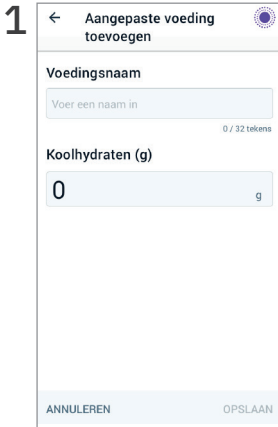 1
Aangepaste voeding
toevoegen
Voedingsnaam
Voer een naam in
0 / 32 tekens
Koolhydraten (g)
0 g
ANNULEREN OPSLAAN